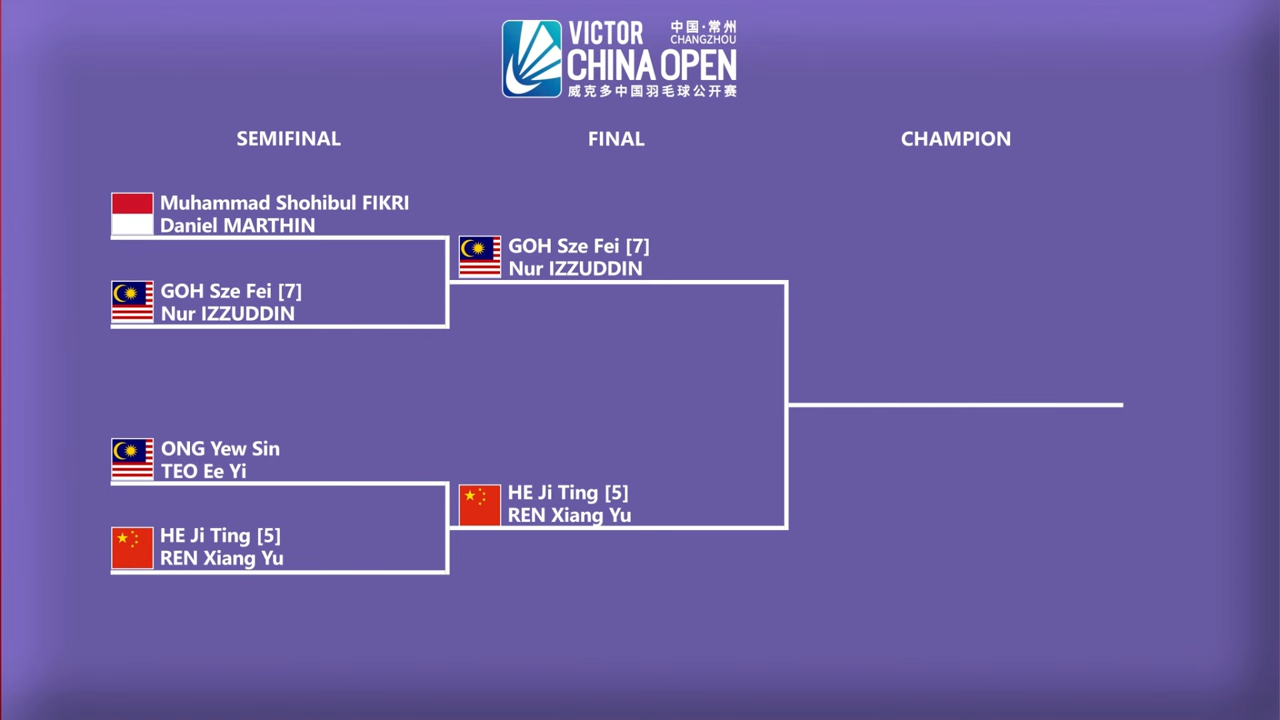 VICTOR 中国·常州
CHANGZHOU
CHINA OPEN
威克多中国羽毛球公开赛
SEMIFINAL
FINAL
CHAMPION
Muhammad Shohibul FIKRI
Daniel MARTHIN
GOH Sze Fei [7]
Nur IZZUDDIN
GOH Sze Fei [7]
Nur IZZUDDIN
ONG Yew Sin
TEO Ee Yi
HE Ji Ting [5]
REN Xiang Yu
HE Ji Ting [5]
REN Xiang Yu